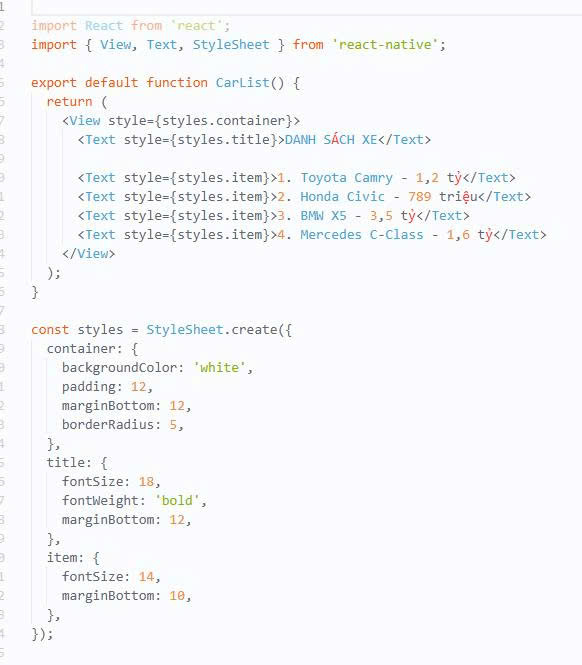 import React from 'react';
import { View, Text, StyleSheet } from 'react-native';
export default function CarList() {
return (
<View style={styles.container}>
<Text style={styles.title}>DANH SÁCH XE</Text>
<Text style={styles.item}>1. Toyota Camry - 1,2 tỷ</Text>
<Text style={styles.item}>2. Honda Civic - 789 triệu</Text>
<Text style={styles.item}>3. BMW X5 - 3,5 tỷ</Text>
<Text style={styles.item}>4. Mercedes C-Class - 1,6 tỷ</Text>
</View>
);
}
const styles = StyleSheet.create({
container: {
backgroundColor: 'white',
padding: 12,
marginBottom: 12,
borderRadius: 5,
},
title: {
fontSize: 18,
fontWeight: 'bold',
marginBottom: 12,
},
item: {
fontSize: 14,
marginBottom: 10,
},
});